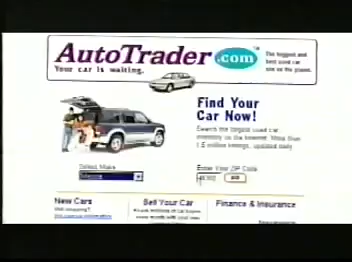 AutoTrader.com
Your car is waiting.
The biggest and
best used car
site on the planet.
Find Your
Car Now!
Search the largest used car
inventory on the Internet. More than
1.5 million listings, updated daily.
Select Make
Enter Your ZIP Code
New Cars
Sell Your Car
Finance & Insurance